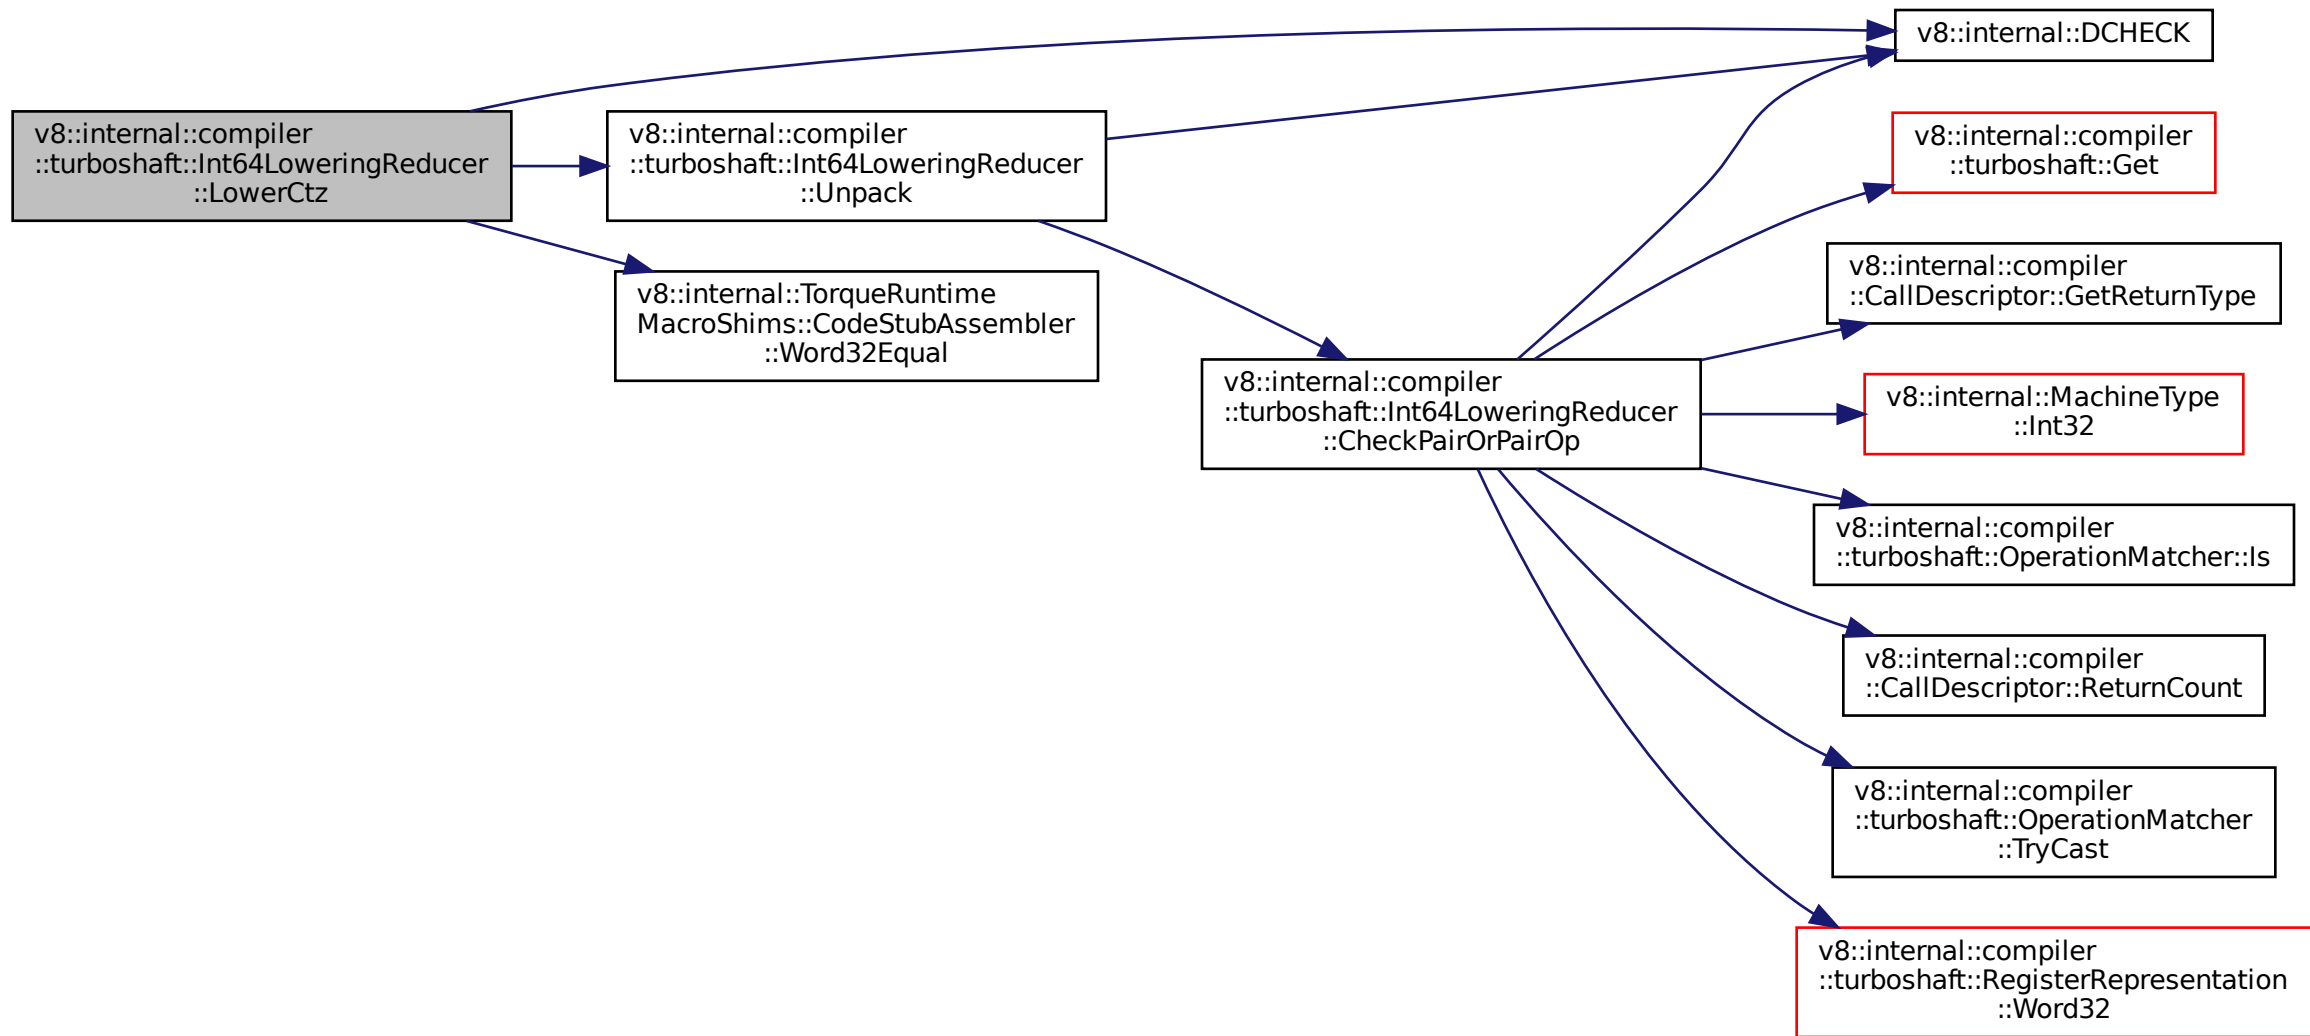 v8::internal::compiler
::turboshaft::Int64LoweringReducer
::LowerCtz
v8::internal::compiler
::turboshaft::Int64LoweringReducer
::Unpack
v8::internal::TorqueRuntime
MacroShims::CodeStubAssembler
::Word32Equal
v8::internal::compiler
::turboshaft::Int64LoweringReducer
::CheckPairOrPairOp
v8::internal::DCHECK
v8::internal::compiler
::turboshaft::Get
v8::internal::compiler
::CallDescriptor::GetReturnType
v8::internal::MachineType
::Int32
v8::internal::compiler
::turboshaft::OperationMatcher::Is
v8::internal::compiler
::CallDescriptor::ReturnCount
v8::internal::compiler
::turboshaft::OperationMatcher
::TryCast
v8::internal::compiler
::turboshaft::RegisterRepresentation
::Word32